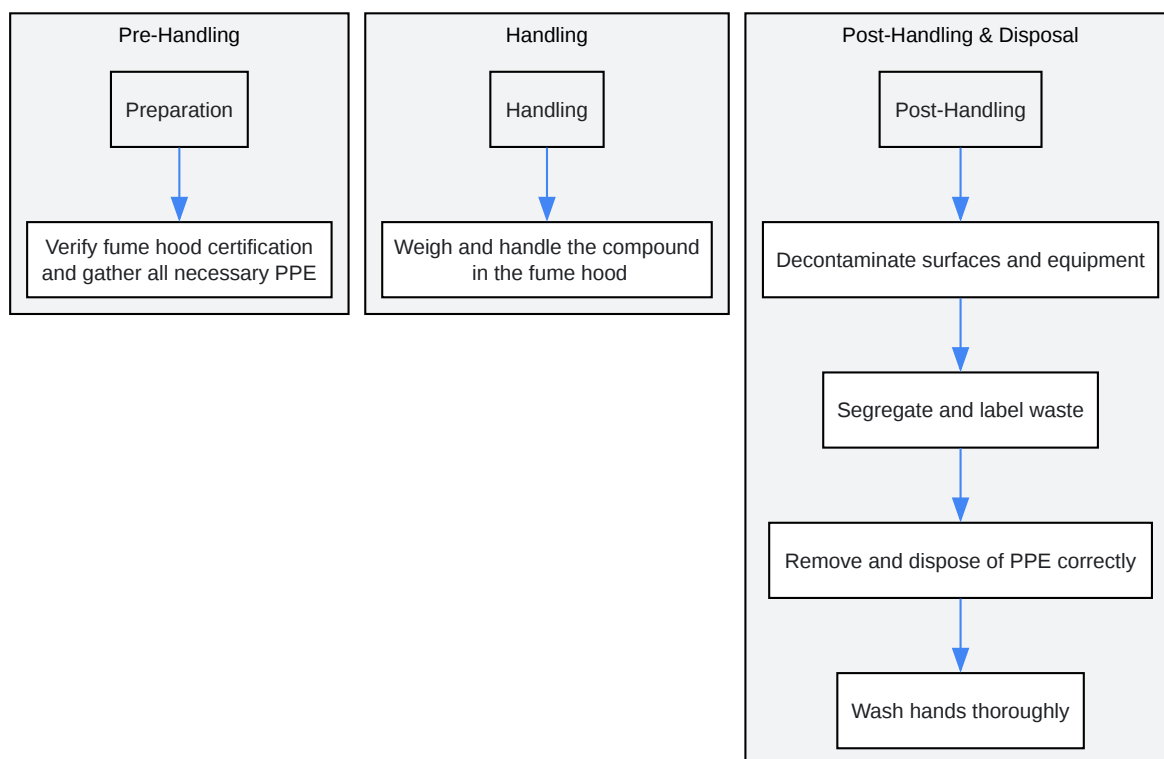 Pre-Handling
Preparation
Verify fume hood certification
and gather all necessary PPE
Handling
Handling
Weigh and handle the compound
in the fume hood
Post-Handling & Disposal
Post-Handling
Decontaminate surfaces and equipment
Segregate and label waste
Remove and dispose of PPE correctly
Wash hands thoroughly